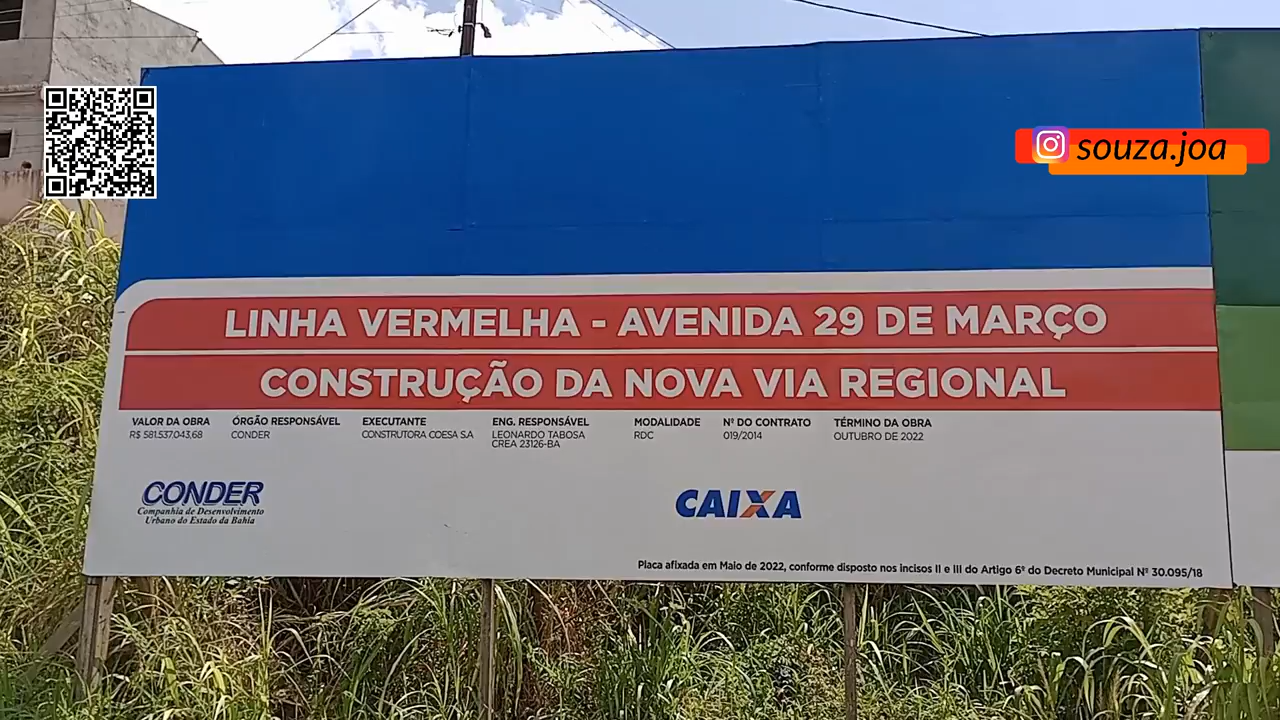 souza.joa
LINHA VERMELHA - AVENIDA 29 DE MARÇO
CONSTRUÇÃO DA NOVA VIA REGIONAL
VALOR DA OBRA ÓRGÃO RESPONSÁVEL EXECUTANTE ENG. RESPONSÁVEL MODALIDADE Nº DO CONTRATO TÉRMINO DA OBRA
R$ 581.537.043,68 CONDER CONSTRUTORA COESA S.A LEONARDO TABOSA RDC 019/2014 OUTUBRO DE 2022
CREA 23126-BA
CONDER CAIXA
Companhia de Desenvolvimento
Urbano do Estado da Bahia
Placa afixada em Maio de 2022, conforme disposto nos incisos II e III do Artigo 6º do Decreto Municipal Nº 30.095/18